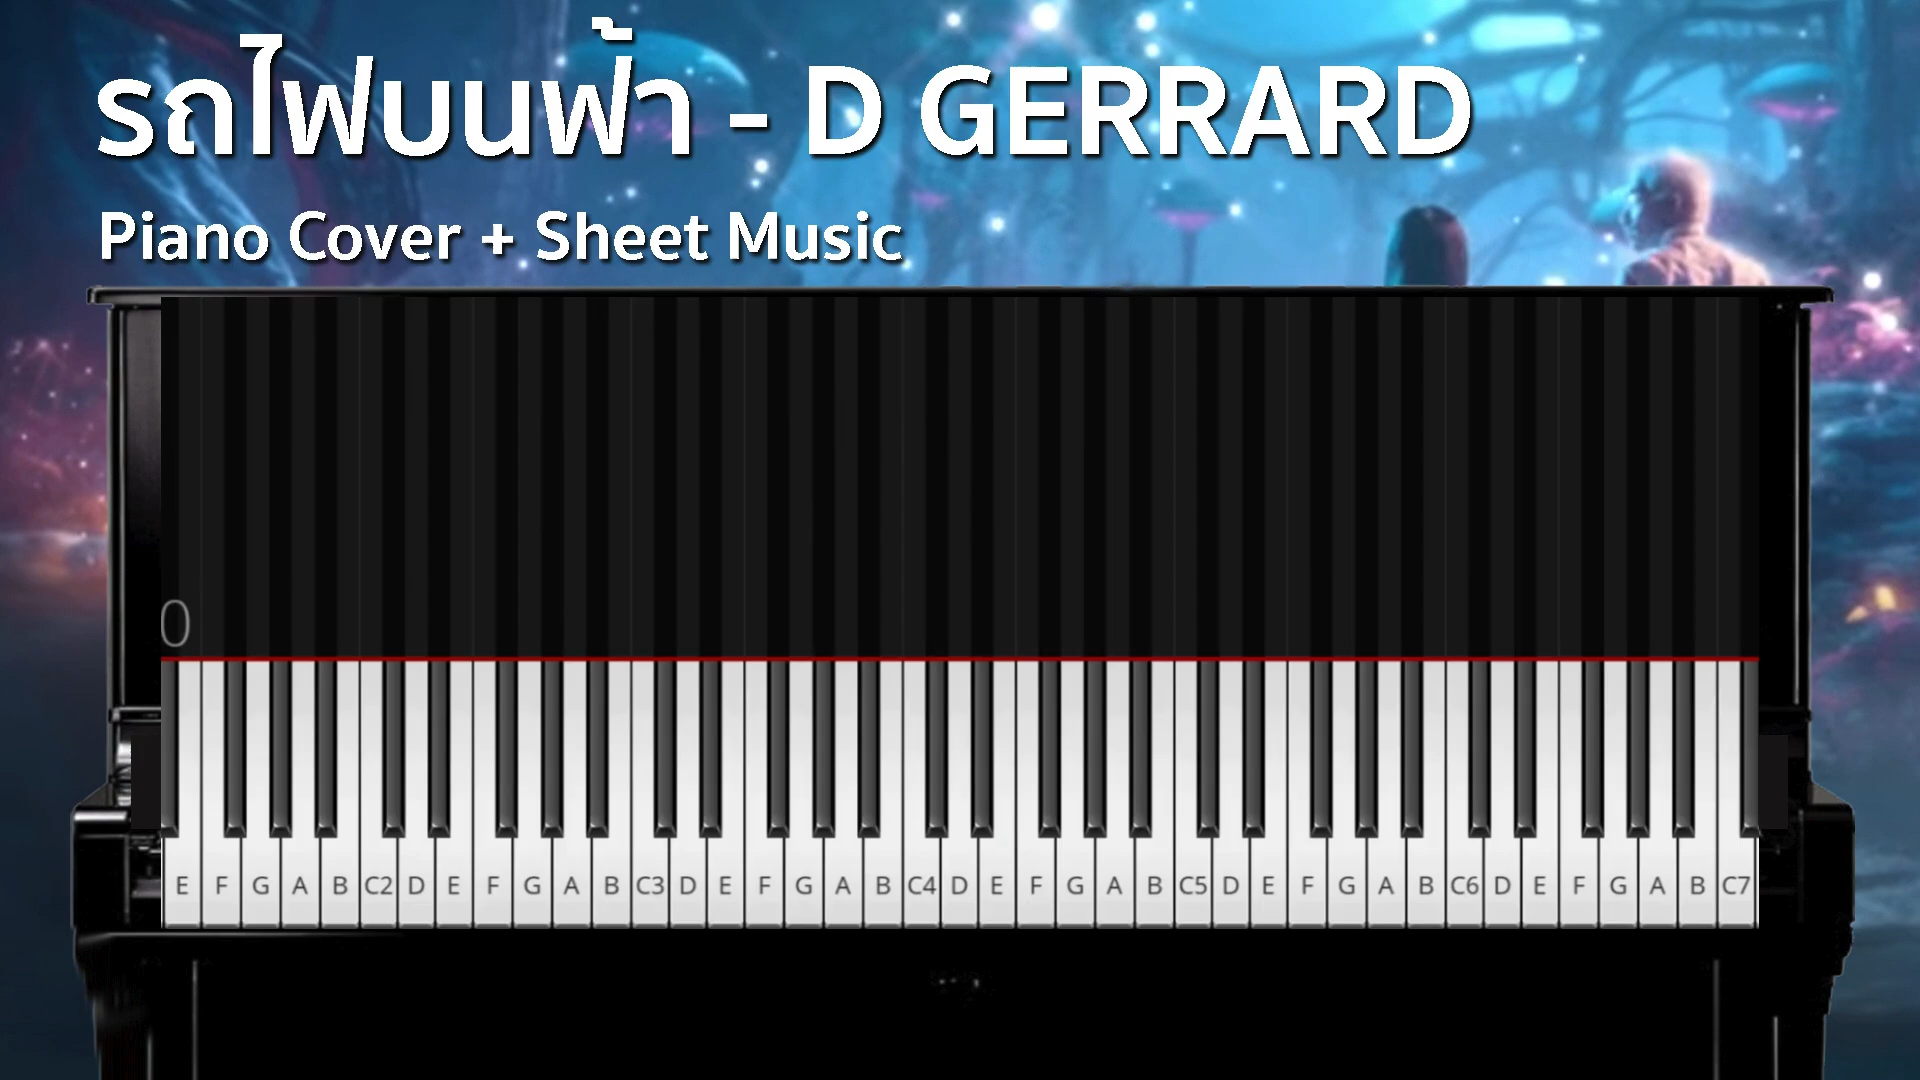 รถไฟบนฟ้า - D GERRARD
Piano Cover + Sheet Music
0
E F G A B C2 D E F G A B C3 D E F G A B C4 D E F G A B C5 D E F G A B C6 D E F G A B C7